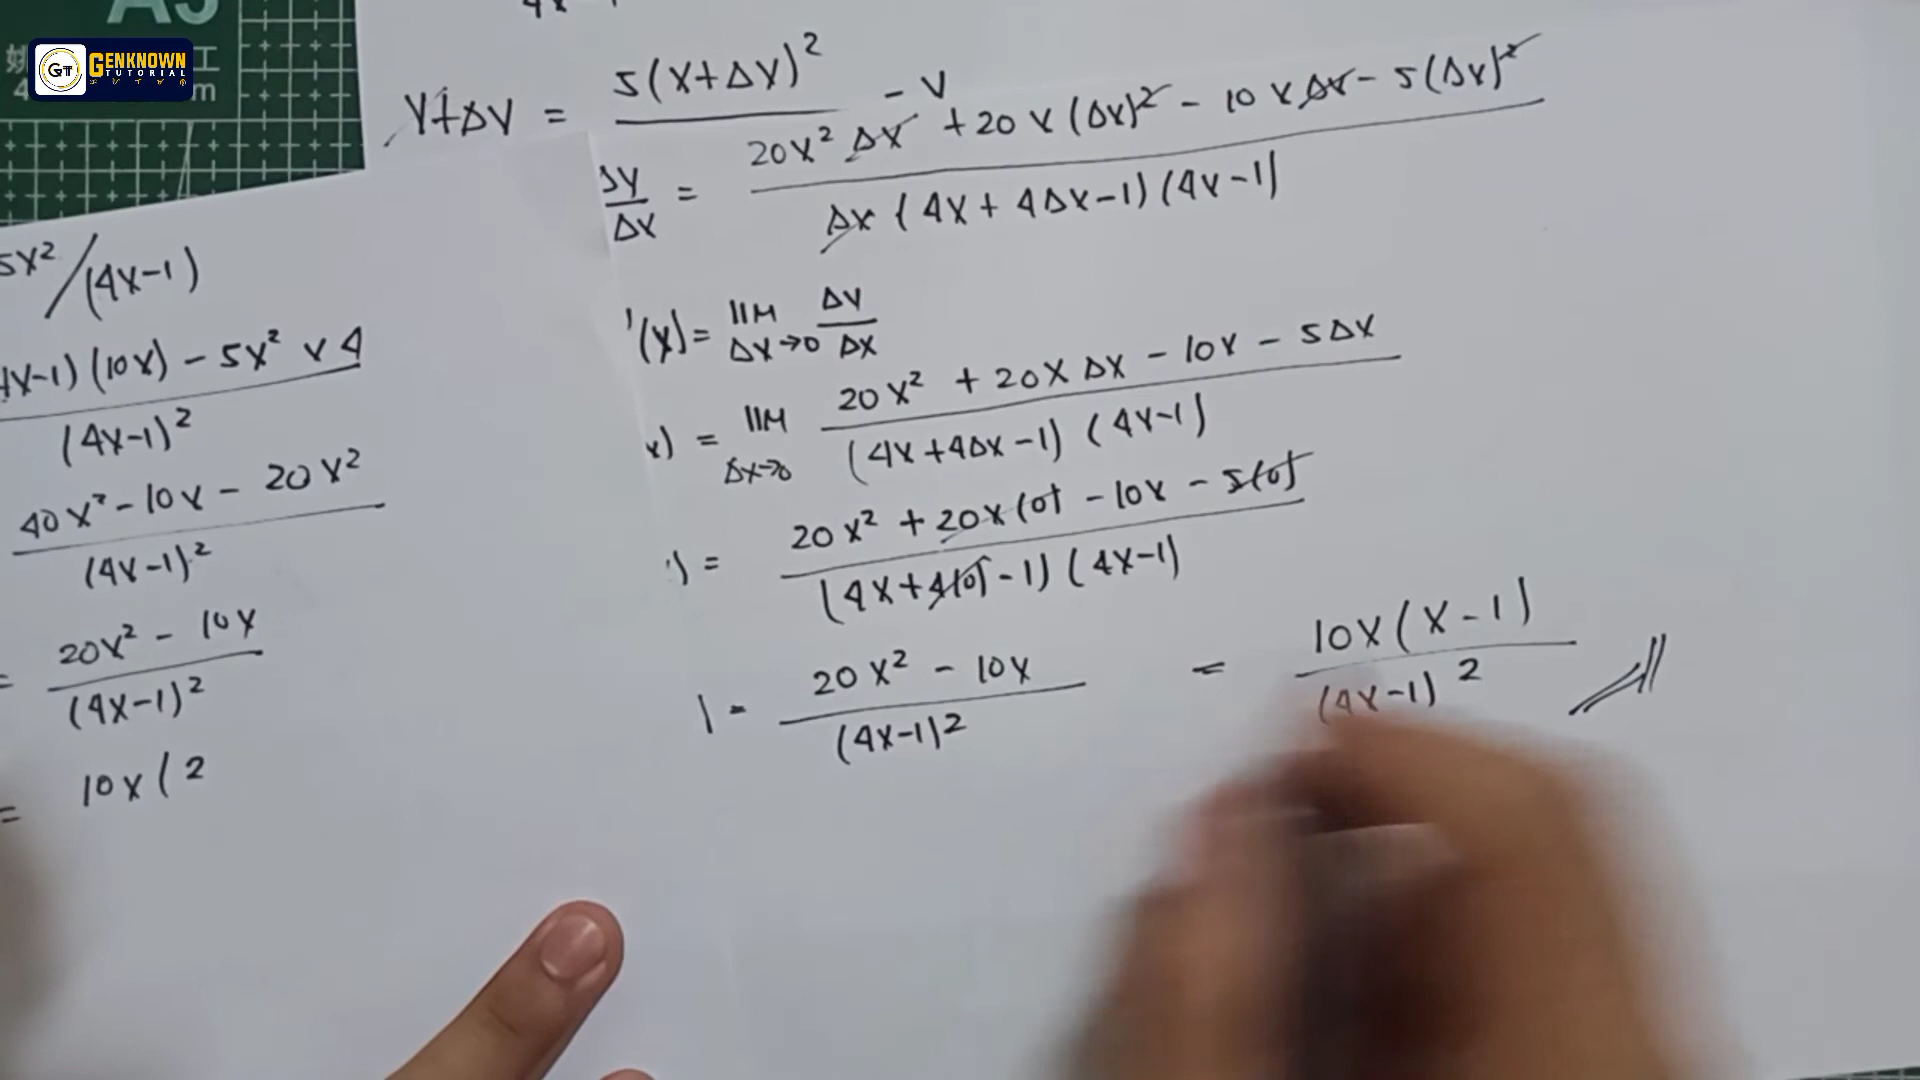 A3
GENKNOWN
TUTORIAL
GT
y+Δy = 5(x+Δx)² / - y
Δy/Δx = 20x² Δx + 20x(Δx)² - 10xΔx - 5(Δx)² / Δx (4x + 4Δx - 1)(4x - 1)
'(x) = lim Δx→0 Δy/Δx
x) = lim Δx→0 20x² + 20xΔx - 10x - 5Δx / (4x + 4Δx - 1)(4x - 1)
) = 20x² + 20x(0) - 10x - 5(0) / (4x + 4(0) - 1)(4x - 1)
) = 20x² - 10x / (4x-1)² = 10x(x-1) / (4x-1)²
5x²/(4x-1)
4x-1)(10x) - 5x² x 4 / (4x-1)²
40x² - 10x - 20x² / (4x-1)²
= 20x² - 10x / (4x-1)²
= 10x(2